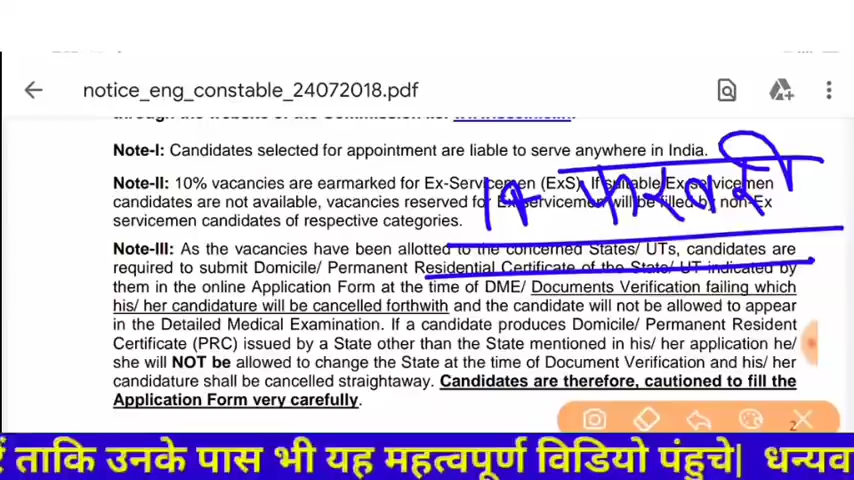 notice_eng_constable_24072018.pdf
through the website of the Commission
Note-I: Candidates selected for appointment are liable to serve anywhere in India.
Note-II: 10% vacancies are earmarked for Ex-Servicemen (ExS). If suitable Ex-servicemen
candidates are not available, vacancies reserved for Ex-servicemen will be filled by non-Ex
servicemen candidates of respective categories.
Note-III: As the vacancies have been allotted to the concerned States/ UTs, candidates are
required to submit Domicile/ Permanent Residential Certificate of the State/ UT indicated by
them in the online Application Form at the time of DME/ Documents Verification failing which
his/ her candidature will be cancelled forthwith and the candidate will not be allowed to appear
in the Detailed Medical Examination. If a candidate produces Domicile/ Permanent Resident
Certificate (PRC) issued by a State other than the State mentioned in his/ her application he/
she will NOT be allowed to change the State at the time of Document Verification and his/ her
candidature shall be cancelled straightaway. Candidates are therefore, cautioned to fill the
Application Form very carefully.
2
ताकि उनके पास भी यह महत्वपूर्ण विडियो पंहुचे| धन्यवा